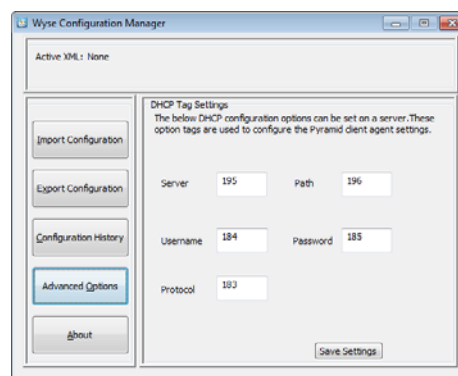 Wyse Configuration Manager
Active XML: None
Import Configuration
Export Configuration
Configuration History
Advanced Options
About
DHCP Tag Settings
The below DHCP configuration options can be set on a server.These
option tags are used to configure the Pyramid client agent settings.
Server 195 Path 196
Username 184 Password 185
Protocol 183
Save Settings